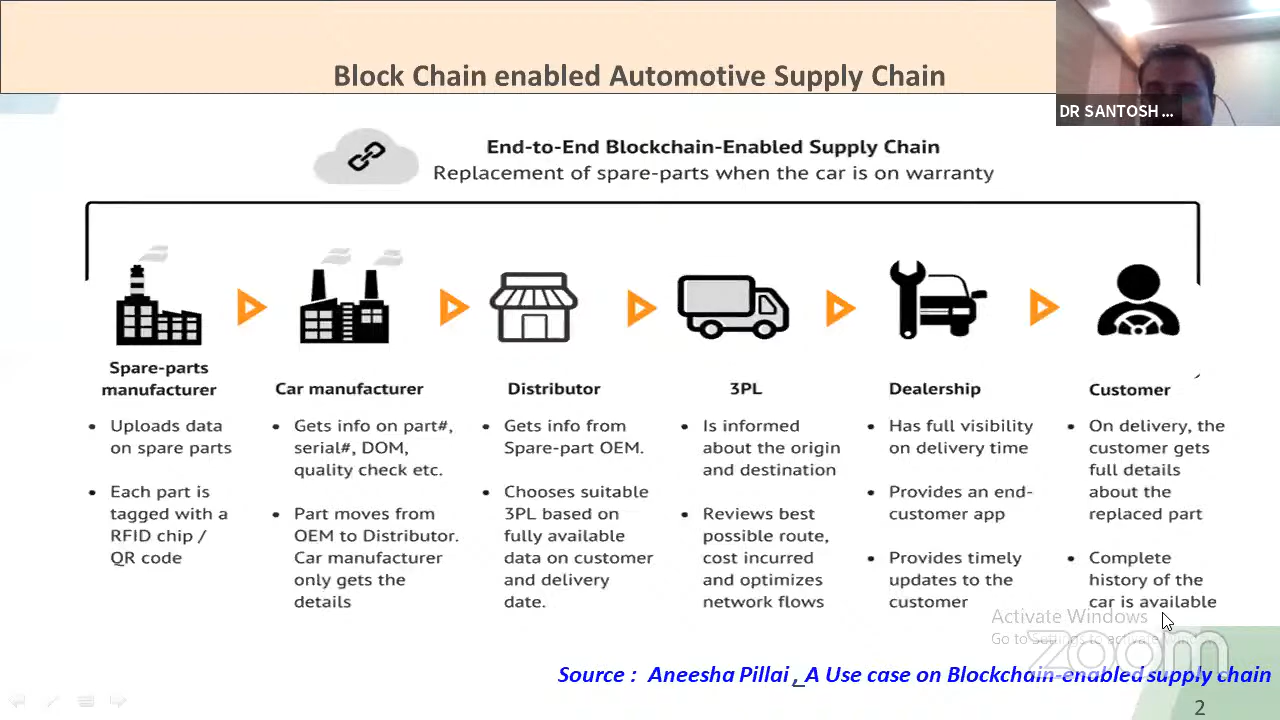 Block Chain enabled Automotive Supply Chain
DR SANTOSH ...
End-to-End Blockchain-Enabled Supply Chain
Replacement of spare-parts when the car is on warranty
Spare-parts
manufacturer
• Uploads data
on spare parts
• Each part is
tagged with a
RFID chip /
QR code
Car manufacturer
• Gets info on part#,
serial#, DOM,
quality check etc.
• Part moves from
OEM to Distributor.
Car manufacturer
only gets the
details
Distributor
• Gets info from
Spare-part OEM.
• Chooses suitable
3PL based on
fully available
data on customer
and delivery
date.
3PL
• Is informed
about the origin
and destination
• Reviews best
possible route,
cost incurred
and optimizes
network flows
Dealership
• Has full visibility
on delivery time
• Provides an end-
customer app
• Provides timely
updates to the
customer
Customer
• On delivery, the
customer gets
full details
about the
replaced part
• Complete
history of the
car is available
Activate Windows
Go to Settings to activate
zoom
Source : Aneesha Pillai , A Use case on Blockchain-enabled supply chain
2